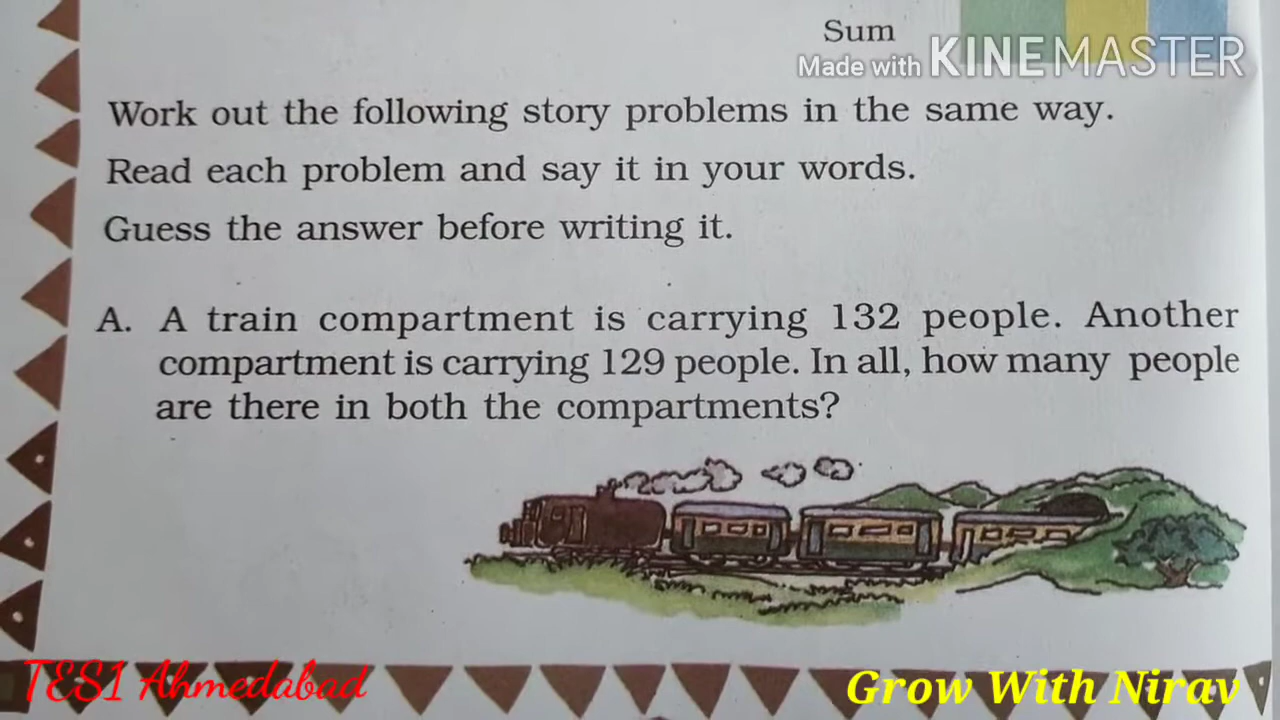 Sum
Made with KINEMASTER
Work out the following story problems in the same way.
Read each problem and say it in your words.
Guess the answer before writing it.
A. A train compartment is carrying 132 people. Another
compartment is carrying 129 people. In all, how many people
are there in both the compartments?
TES1 Ahmedabad
Grow With Nirav